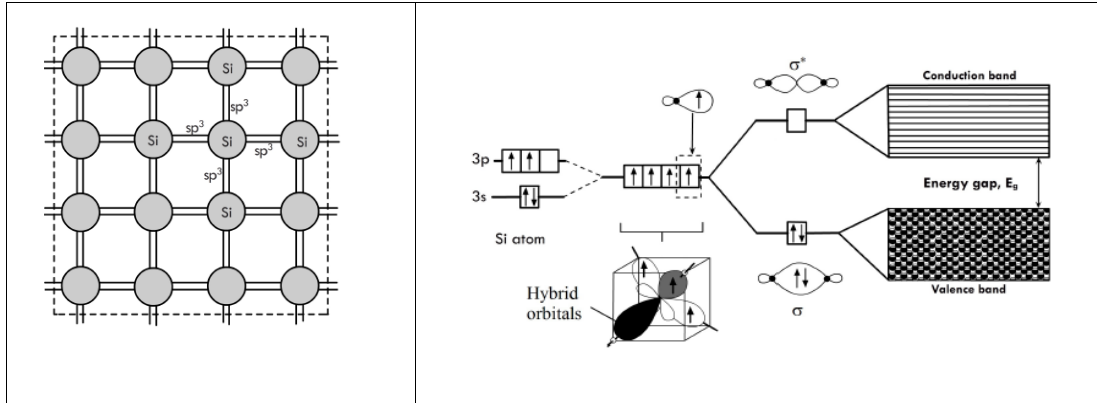 Si
sp³
Si
sp³
Si
sp³
Si
sp³
Si
3p
3s
Si atom
Hybrid
orbitals
σ*
σ
Conduction band
Energy gap, E₉
Valence band